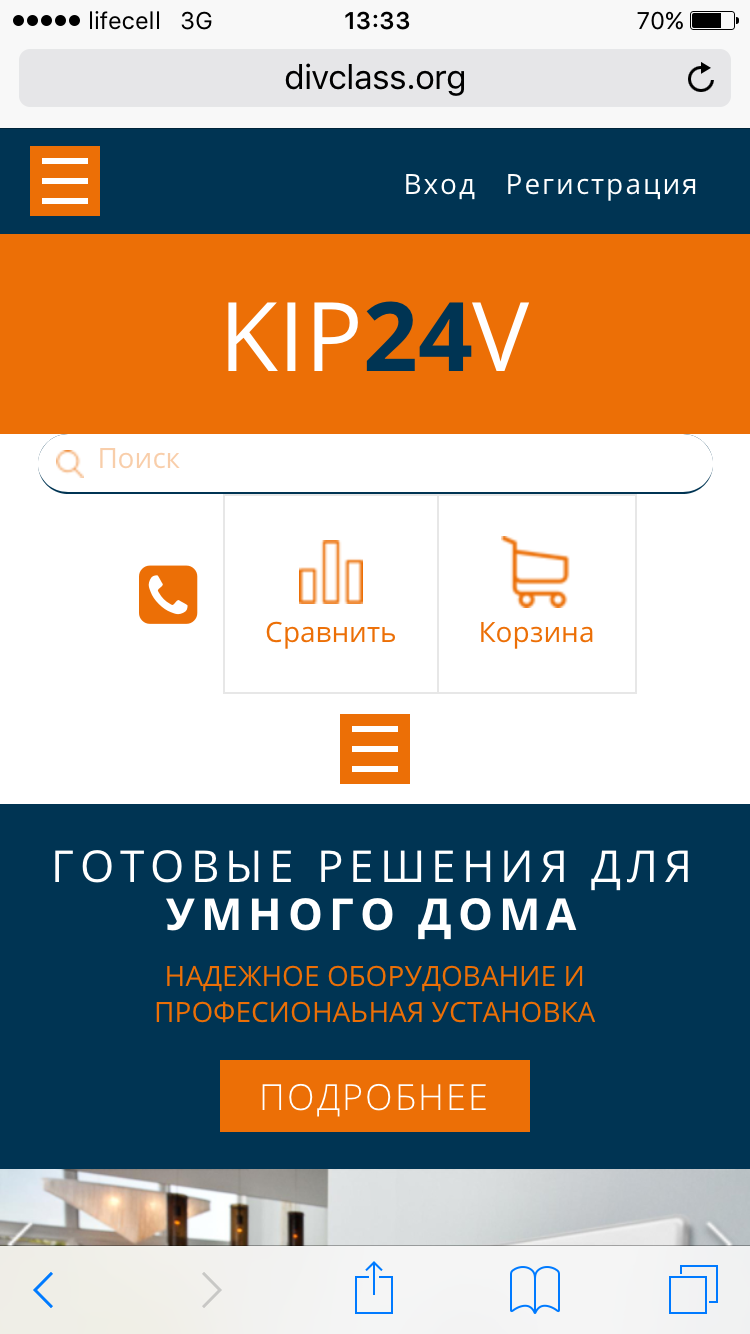 lifecell 3G 13:33 70%
divclass.org
Вход Регистрация
KIP24V
Поиск
Сравнить Корзина
ГОТОВЫЕ РЕШЕНИЯ ДЛЯ
УМНОГО ДОМА
НАДЕЖНОЕ ОБОРУДОВАНИЕ И
ПРОФЕСИОНАЬНАЯ УСТАНОВКА
ПОДРОБНЕЕ